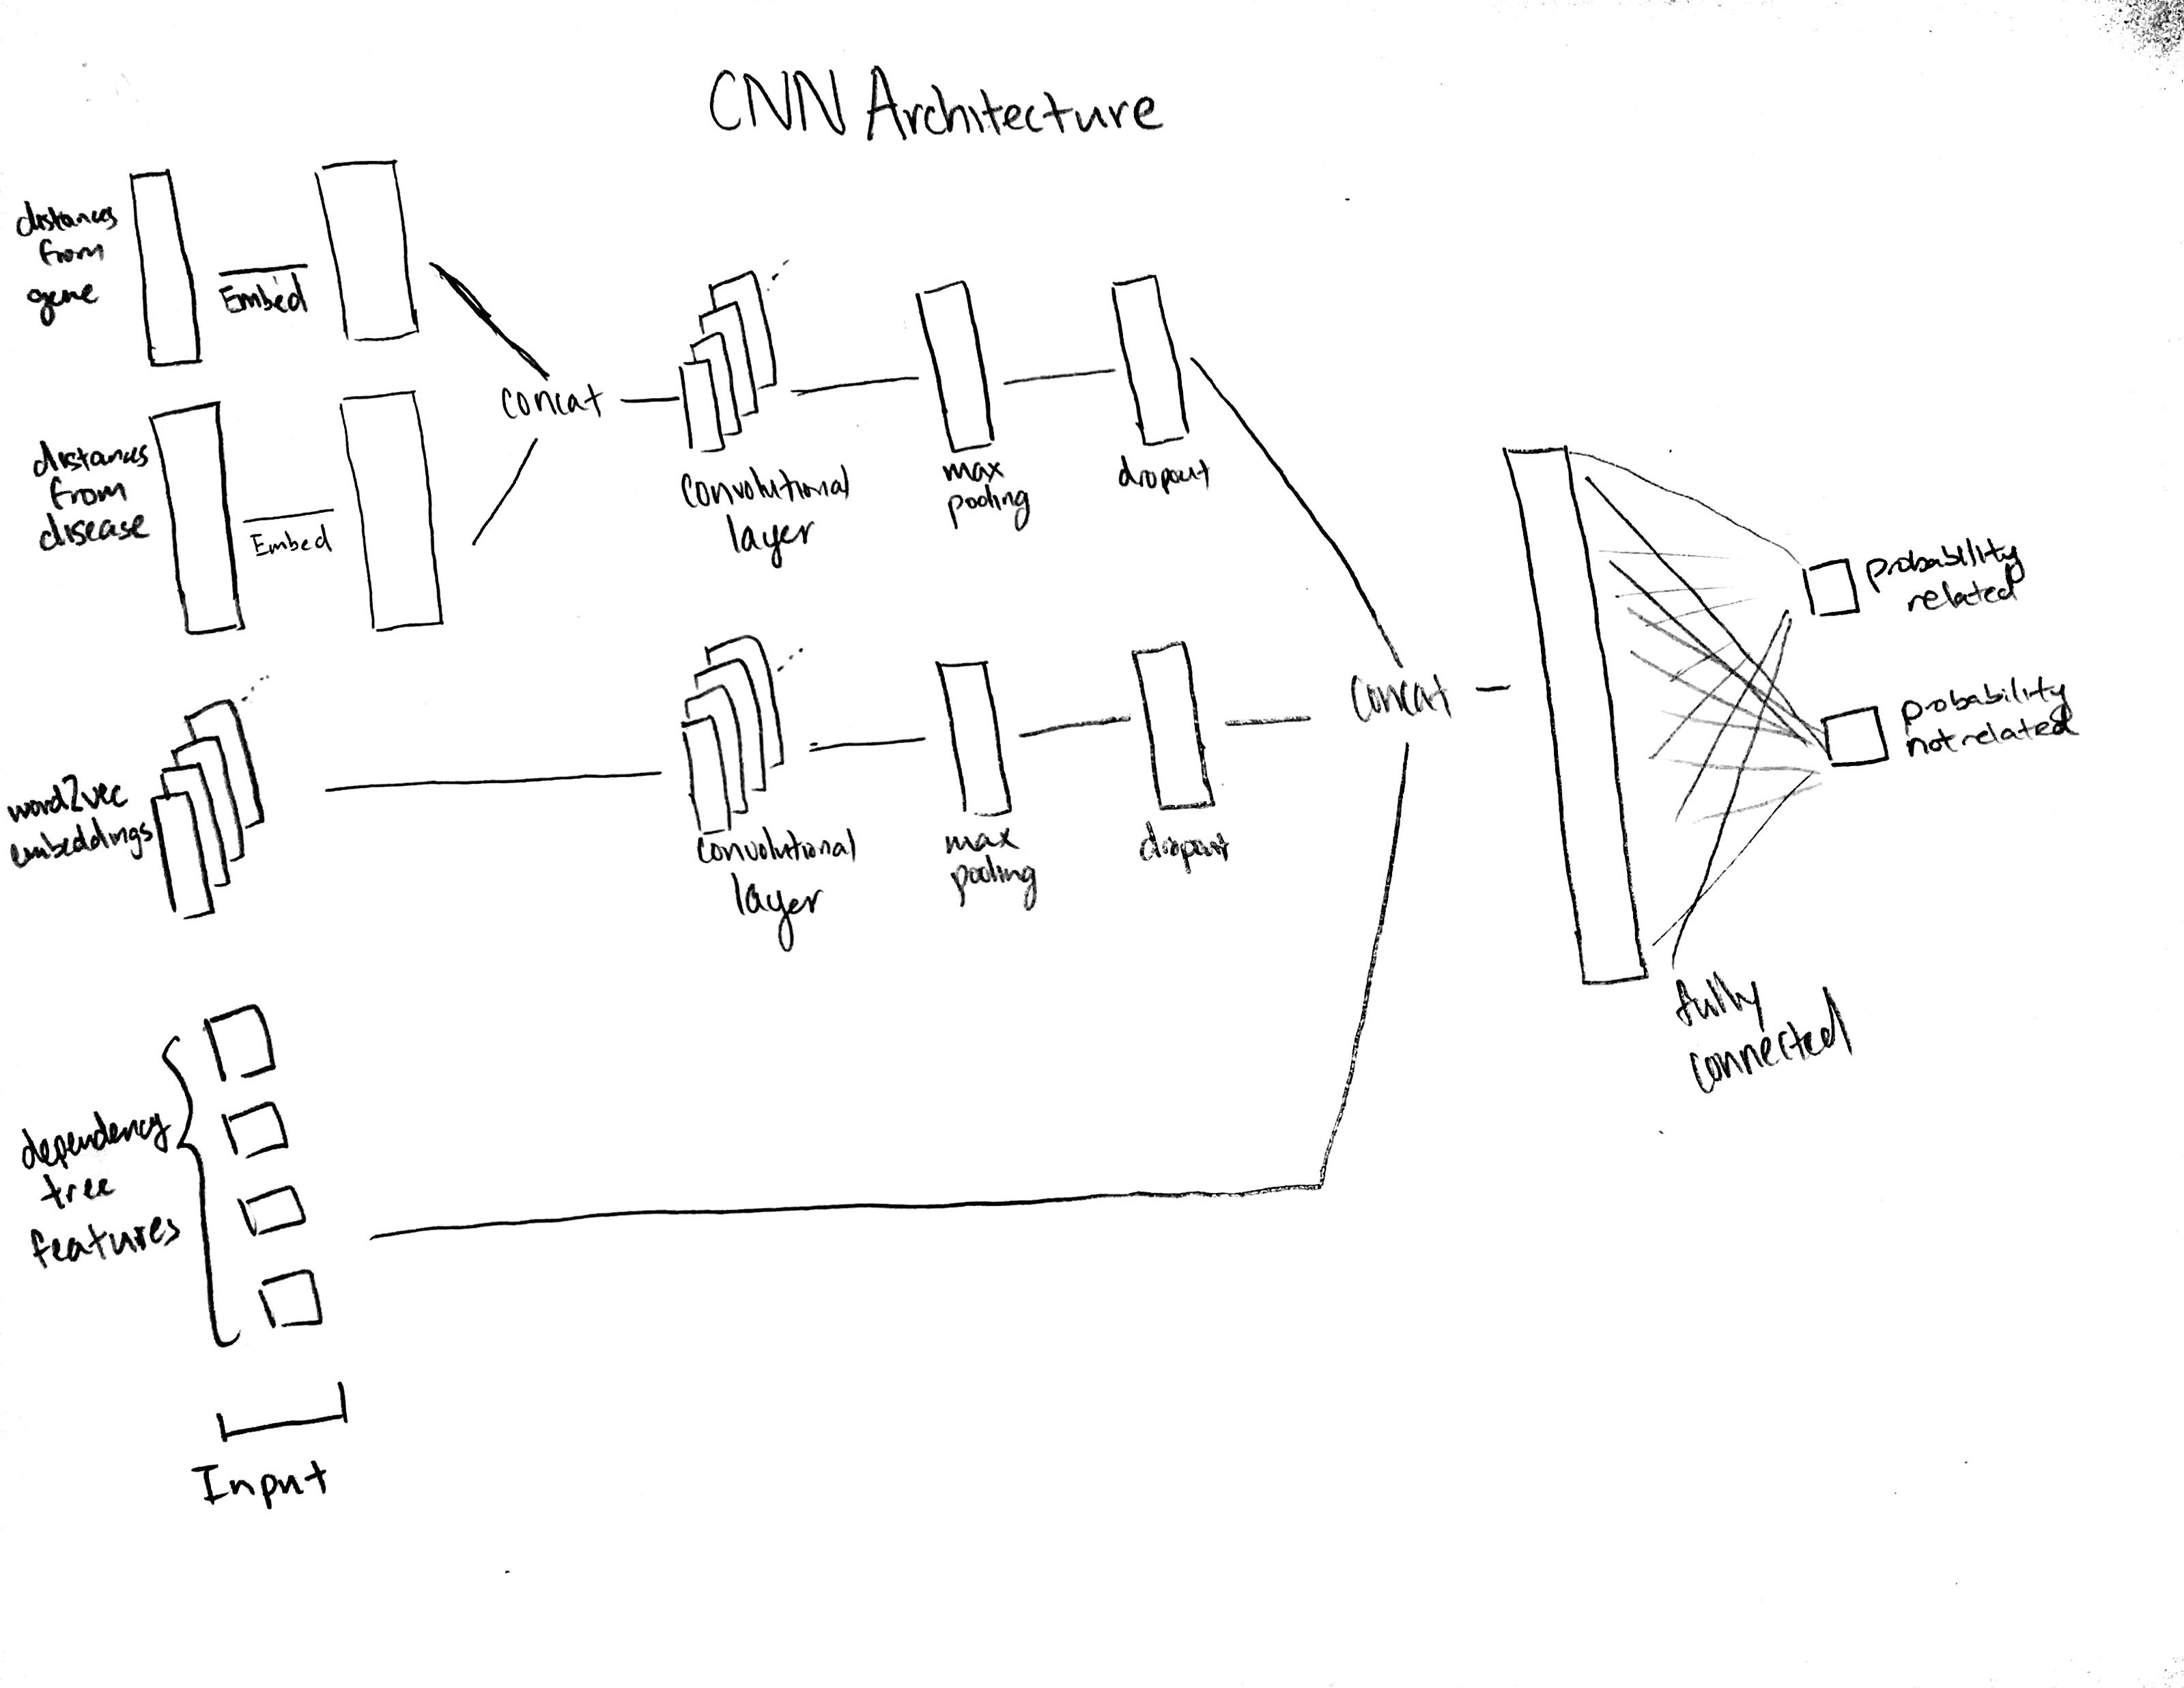 CNN Architecture
distances
from
gene
Embed
distances
from
disease
Embed
concat
convolutional
layer
max
pooling
dropout
word2vec
embeddings
convolutional
layer
max
pooling
dropout
concat
probability
related
probability
not related
fully
connected
dependency
tree
features
Input